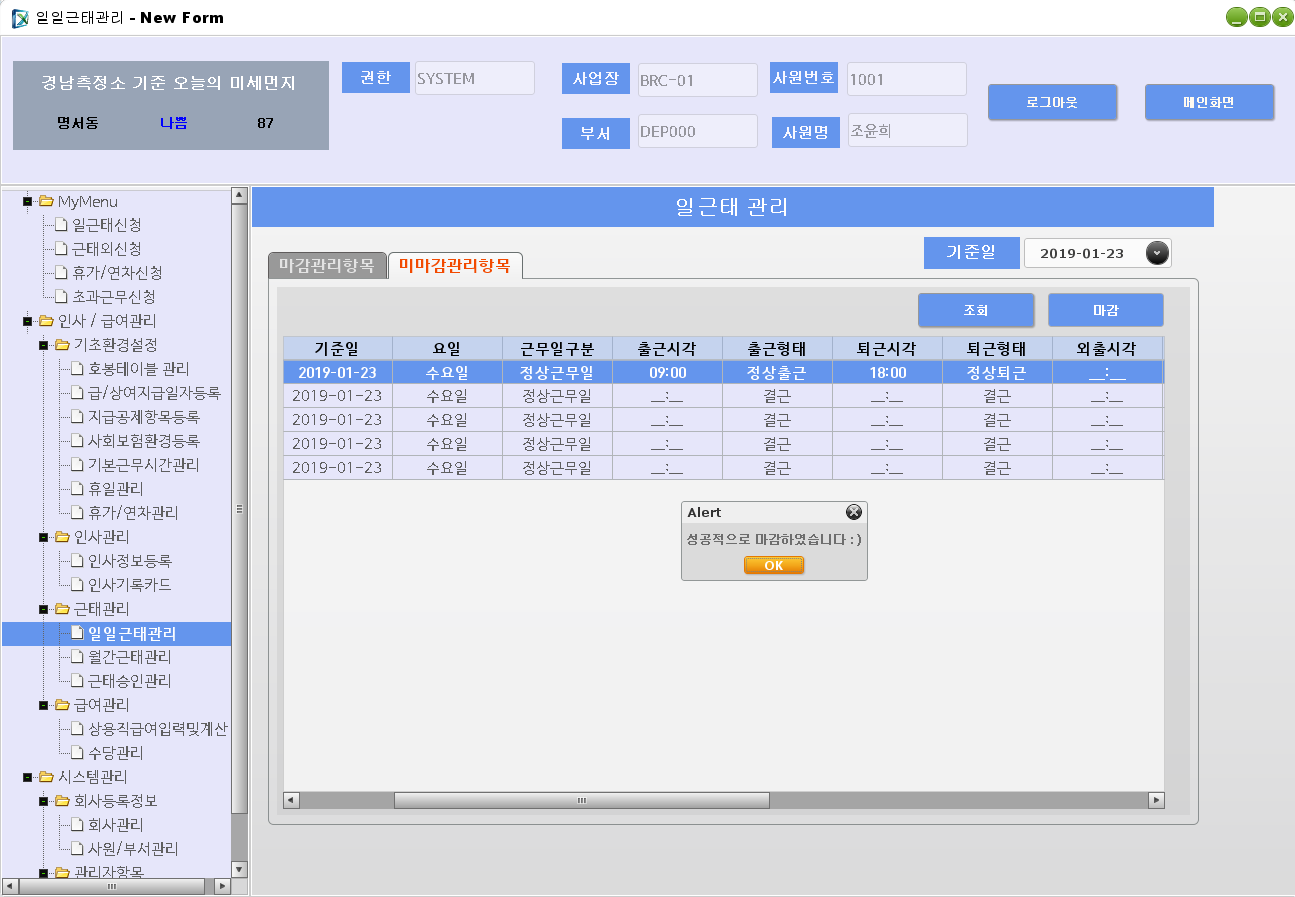 일일근태관리 - New Form
경남측정소 기준 오늘의 미세먼지
명서동 나쁨 87
권한 SYSTEM
사업장 BRC-01
사원번호 1001
부서 DEP000
사원명 조윤희
로그아웃
메인화면
MyMenu
일근태신청
근태외신청
휴가/연차신청
초과근무신청
인사 / 급여관리
기초환경설정
호봉테이블 관리
급/상여지급일자등록
지급공제항목등록
사회보험환경등록
기본근무시간관리
휴일관리
휴가/연차관리
인사관리
인사정보등록
인사기록카드
근태관리
일일근태관리
월간근태관리
근태승인관리
급여관리
상용직급여입력및계산
수당관리
시스템관리
회사등록정보
회사관리
사원/부서관리
관리자항목
일근태 관리
기준일 2019-01-23
마감관리항목 미마감관리항목
조회 마감
기준일 요일 근무일구분 출근시각 출근형태 퇴근시각 퇴근형태 외출시각
2019-01-23 수요일 정상근무일 09:00 정상출근 18:00 정상퇴근 __:__
2019-01-23 수요일 정상근무일 __:__ 결근 __:__ 결근 __:__
2019-01-23 수요일 정상근무일 __:__ 결근 __:__ 결근 __:__
2019-01-23 수요일 정상근무일 __:__ 결근 __:__ 결근 __:__
2019-01-23 수요일 정상근무일 __:__ 결근 __:__ 결근 __:__
Alert
성공적으로 마감하였습니다 : )
OK